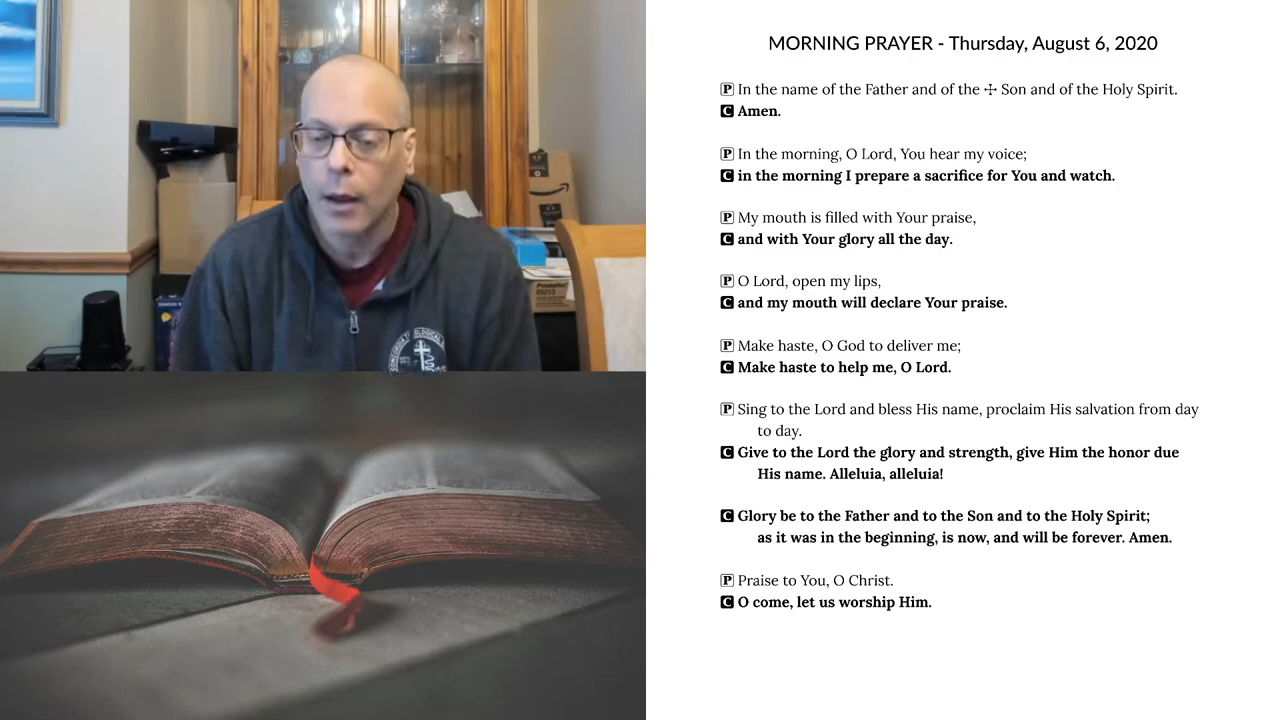 MORNING PRAYER - Thursday, August 6, 2020
P In the name of the Father and of the ☩ Son and of the Holy Spirit.
C Amen.
P In the morning, O Lord, You hear my voice;
C in the morning I prepare a sacrifice for You and watch.
P My mouth is filled with Your praise,
C and with Your glory all the day.
P O Lord, open my lips,
C and my mouth will declare Your praise.
P Make haste, O God to deliver me;
C Make haste to help me, O Lord.
P Sing to the Lord and bless His name, proclaim His salvation from day
to day.
C Give to the Lord the glory and strength, give Him the honor due
His name. Alleluia, alleluia!
C Glory be to the Father and to the Son and to the Holy Spirit;
as it was in the beginning, is now, and will be forever. Amen.
P Praise to You, O Christ.
C O come, let us worship Him.